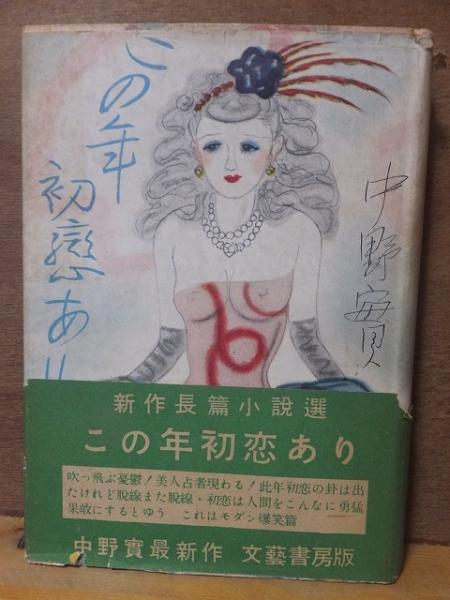 この年
初戀あり
中野實
新作長篇小説選
この年初恋あり
吹っ飛ぶ憂鬱！美人占者現わる！此年初恋の卦は出
たけれど脱線また脱線・初恋は人間をこんなに勇猛
果敢にするとゆう　これはモダン爆笑篇
中野實最新作　文藝書房版